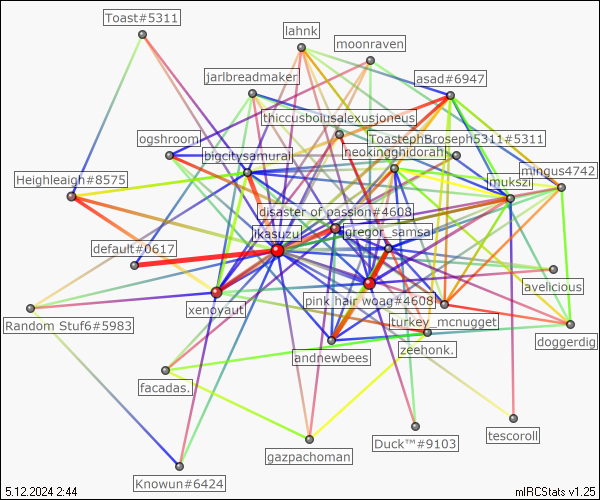 Toast#5311
lahnk
moonraven
jarlbreadmaker
asad#6947
thiccusbolusalexusjoneus
ogshroom
ToastephBroseph5311#5311
bigcitysamurai
neokingghidorah
Heighleaigh#8575
mukszii
mingus4742
disaster of passion#4608
ikasuzu
gregor_samsa
default#0617
lavelicious
pink hair woag#4608
xenoyaut
turkey_mcnugget
Random Stuf6#5983
doggerdig
andnewbees
zeehonk.
facadas.
tescoroll
Duck™#9103
gazpachoman
Knowun#6424
5.12.2024 2:44
mIRCStats v1.25